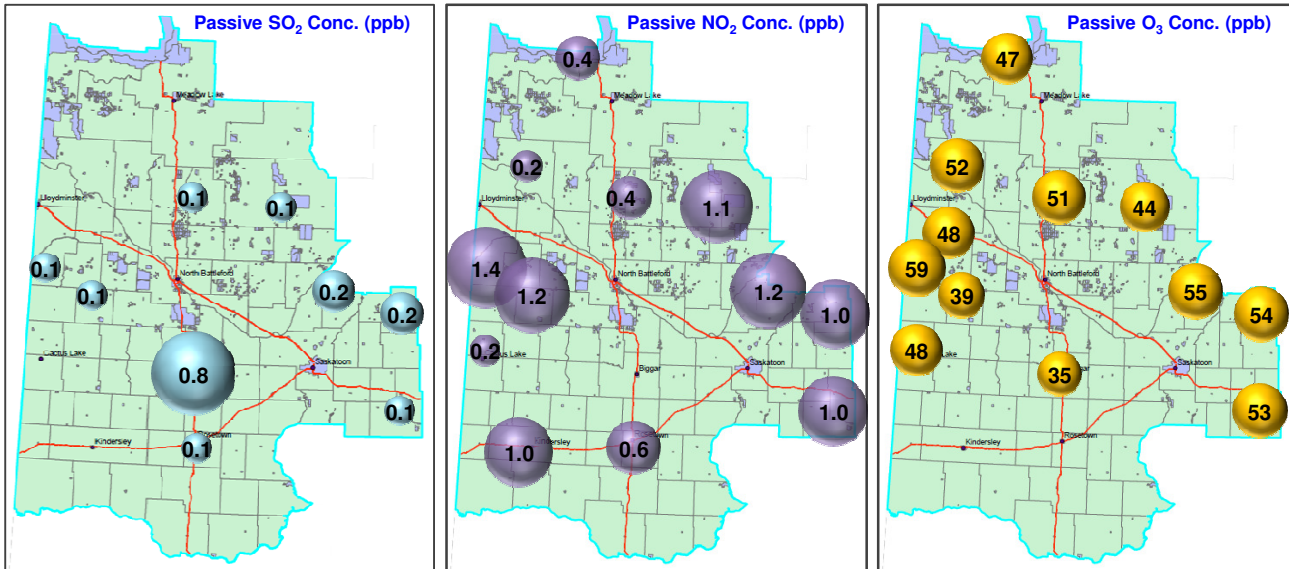 Passive SO₂ Conc. (ppb)
Meadow Lake
0.1
0.1
Lloydminster
0.1
North Battleford
0.1
0.2
0.2
Cactus Lake
0.8
Saskatoon
0.1
Kindersley
0.1
Rosetown
Passive NO₂ Conc. (ppb)
0.4
Meadow Lake
0.2
0.4
1.1
Lloydminster
1.4
North Battleford
1.2
1.2
1.0
0.2
tus Lake
Biggar
Saskatoon
1.0
1.0
Kindersley
0.6
Passive O₃ Conc. (ppb)
47
Meadow Lake
52
51
44
Lloydminster
48
59
North Battleford
39
55
54
48
Lake
35
gar
Saskatoon
53
Kindersley
Rosetown